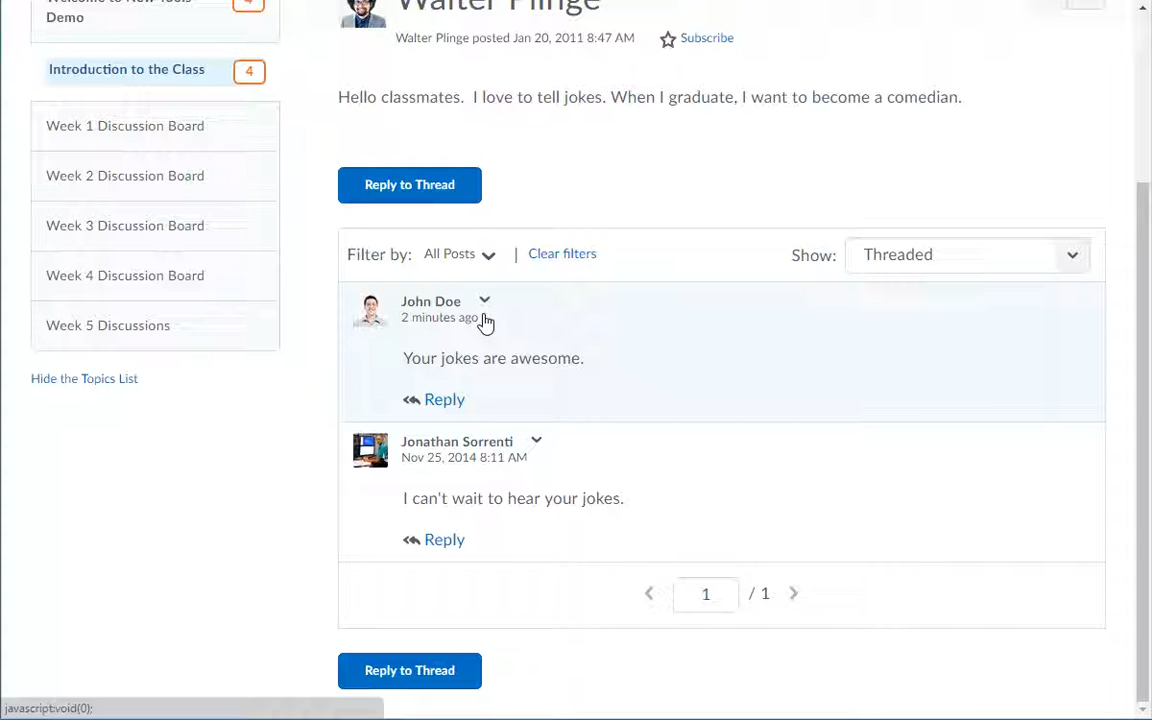 Welcome to New Tools
Demo
4
Introduction to the Class
4
Week 1 Discussion Board
Week 2 Discussion Board
Week 3 Discussion Board
Week 4 Discussion Board
Week 5 Discussions
Hide the Topics List
Walter Plinge
Walter Plinge posted Jan 20, 2011 8:47 AM
Subscribe
Hello classmates.  I love to tell jokes. When I graduate, I want to become a comedian.
Reply to Thread
Filter by: All Posts | Clear filters
Show: Threaded
John Doe
2 minutes ago
Your jokes are awesome.
Reply
Jonathan Sorrenti
Nov 25, 2014 8:11 AM
I can't wait to hear your jokes.
Reply
1 / 1
Reply to Thread
javascript:void(0);